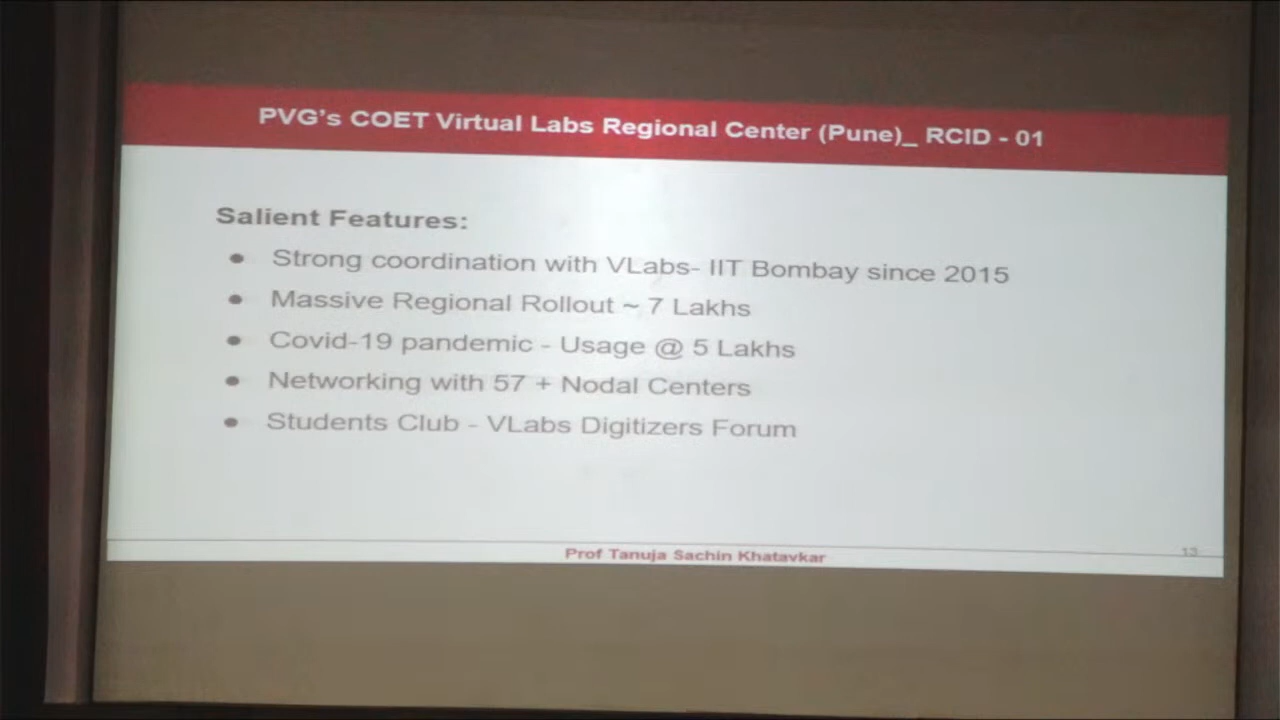 PVG's COET Virtual Labs Regional Center (Pune)_ RCID - 01
Salient Features:
● Strong coordination with VLabs- IIT Bombay since 2015
● Massive Regional Rollout ~ 7 Lakhs
● Covid-19 pandemic - Usage @ 5 Lakhs
● Networking with 57 + Nodal Centers
● Students Club - VLabs Digitizers Forum
Prof Tanuja Sachin Khatavkar
13